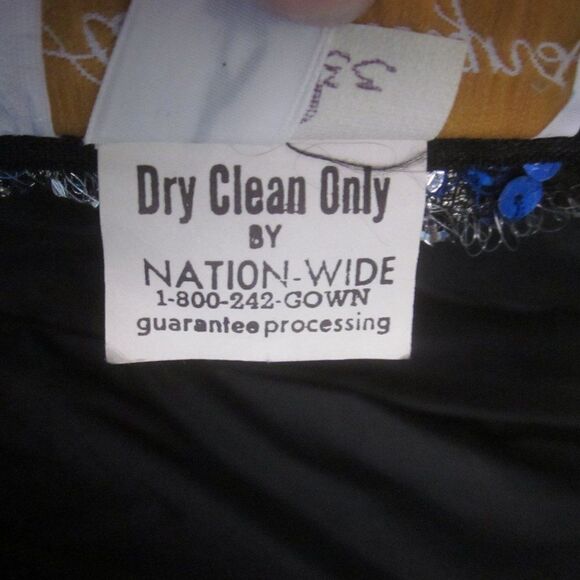 Dry Clean Only
BY
NATION-WIDE
1-800-242-GOWN
guarantee processing